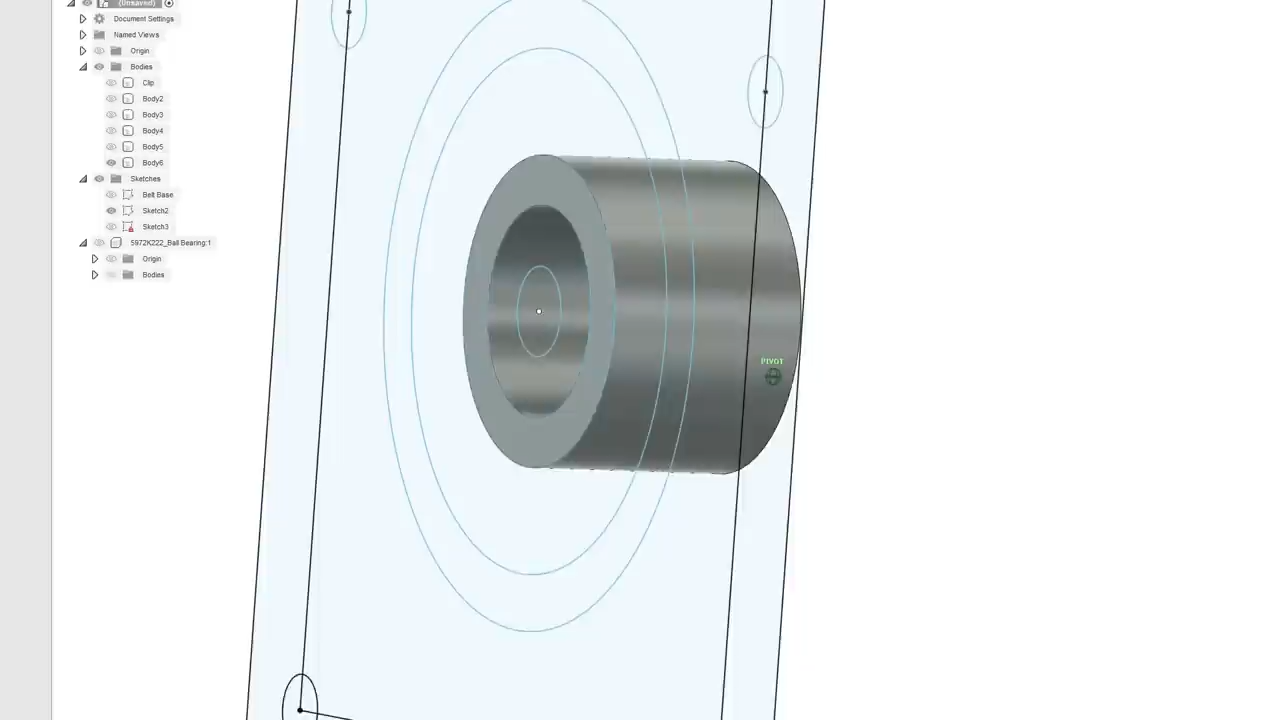 (Unsaved)
Document Settings
Named Views
Origin
Bodies
Clip
Body2
Body3
Body4
Body5
Body6
Sketches
Belt Base
Sketch2
Sketch3
5972K222_Ball Bearing:1
Origin
Bodies
PIVOT